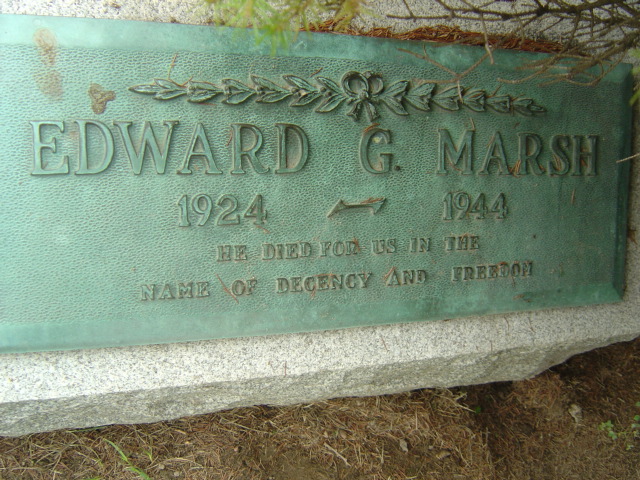 EDWARD G. MARSH
1924 — 1944
HE DIED FOR US IN THE
NAME OF DECENCY AND FREEDOM